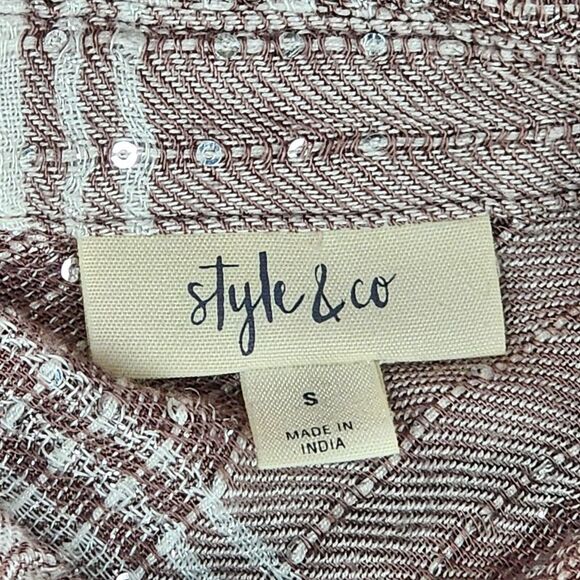 style & co
S
MADE IN
INDIA